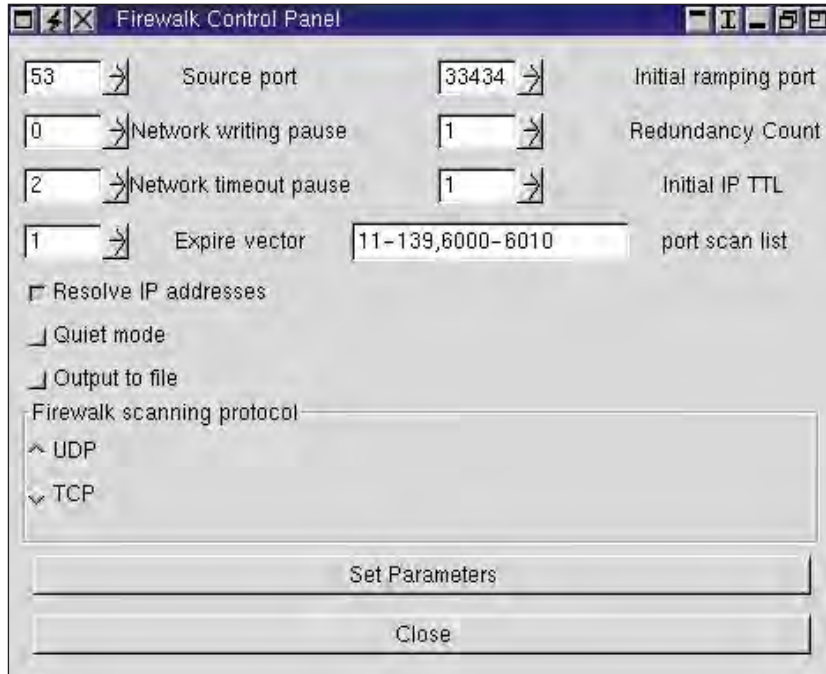 Firewalk Control Panel
53 Source port 33434 Initial ramping port
0 Network writing pause 1 Redundancy Count
2 Network timeout pause 1 Initial IP TTL
1 Expire vector 11-139,6000-6010 port scan list
Resolve IP addresses
Quiet mode
Output to file
Firewalk scanning protocol
UDP
TCP
Set Parameters
Close